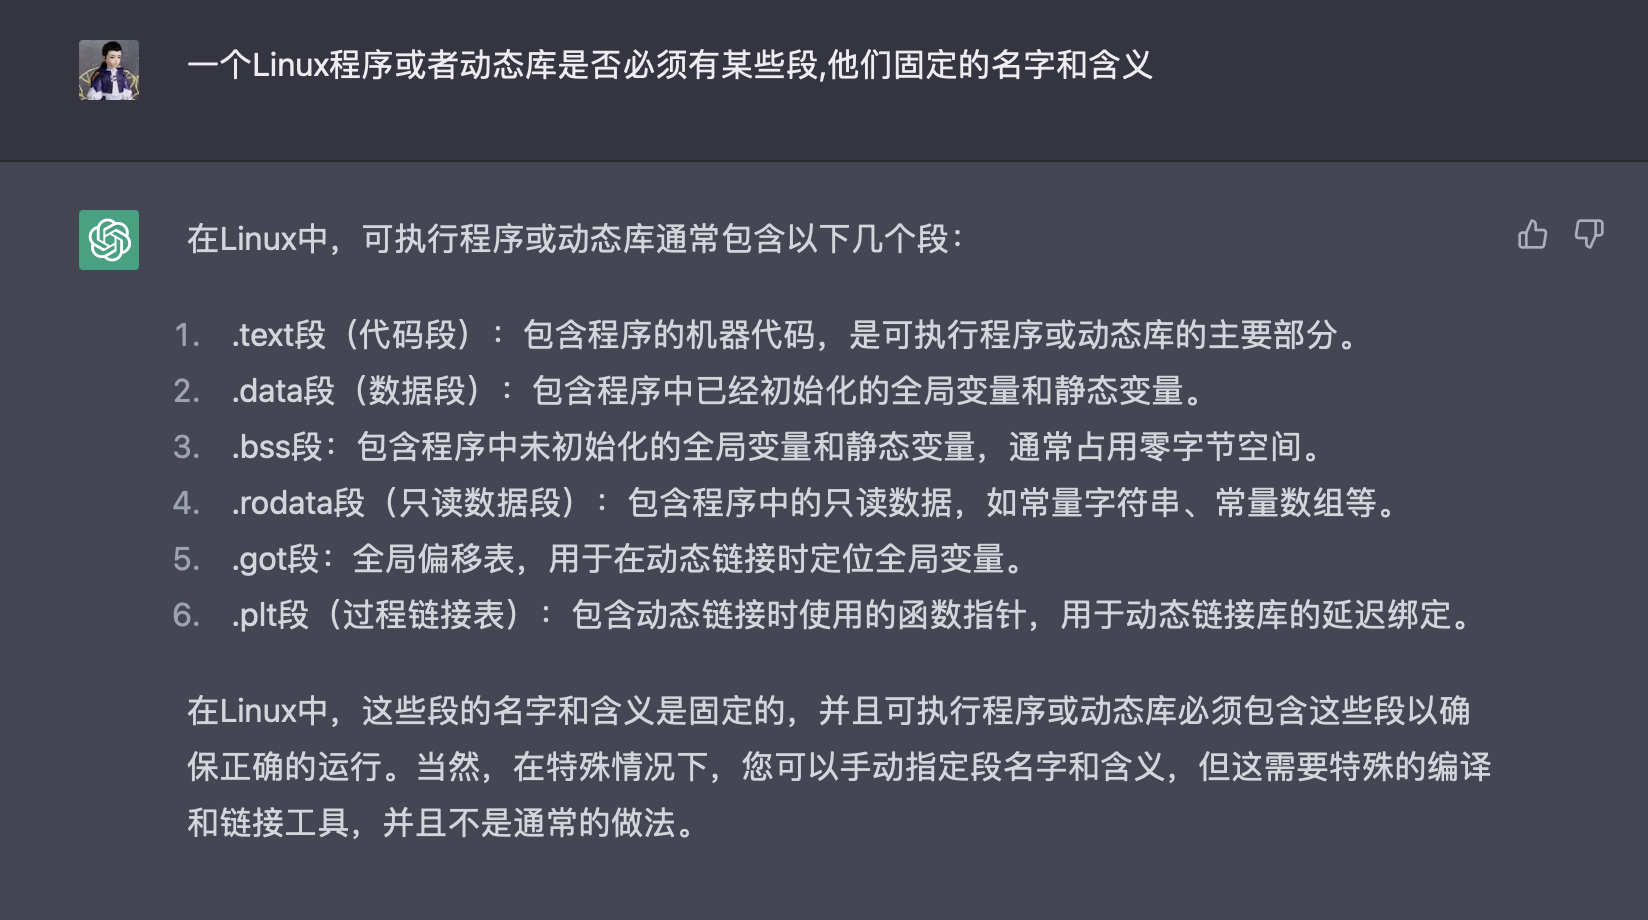 一个Linux程序或者动态库是否必须有某些段,他们固定的名字和含义
在Linux中，可执行程序或动态库通常包含以下几个段：
1. .text段（代码段）：包含程序的机器代码，是可执行程序或动态库的主要部分。
2. .data段（数据段）：包含程序中已经初始化的全局变量和静态变量。
3. .bss段：包含程序中未初始化的全局变量和静态变量，通常占用零字节空间。
4. .rodata段（只读数据段）：包含程序中的只读数据，如常量字符串、常量数组等。
5. .got段：全局偏移表，用于在动态链接时定位全局变量。
6. .plt段（过程链接表）：包含动态链接时使用的函数指针，用于动态链接库的延迟绑定。
在Linux中，这些段的名字和含义是固定的，并且可执行程序或动态库必须包含这些段以确
保正确的运行。当然，在特殊情况下，您可以手动指定段名字和含义，但这需要特殊的编译
和链接工具，并且不是通常的做法。